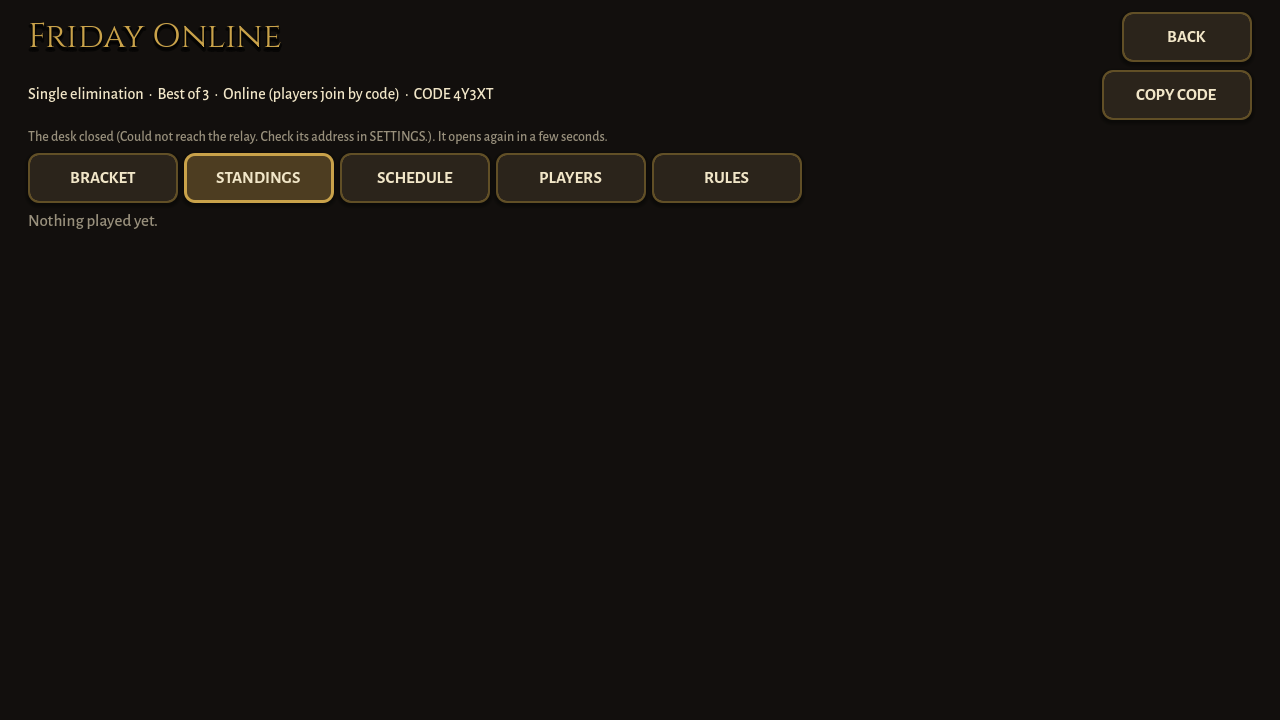 Friday Online
BACK
Single elimination · Best of 3 · Online (players join by code) · CODE 4Y3XT
COPY CODE
The desk closed (Could not reach the relay. Check its address in SETTINGS.). It opens again in a few seconds.
BRACKET STANDINGS SCHEDULE PLAYERS RULES
Nothing played yet.